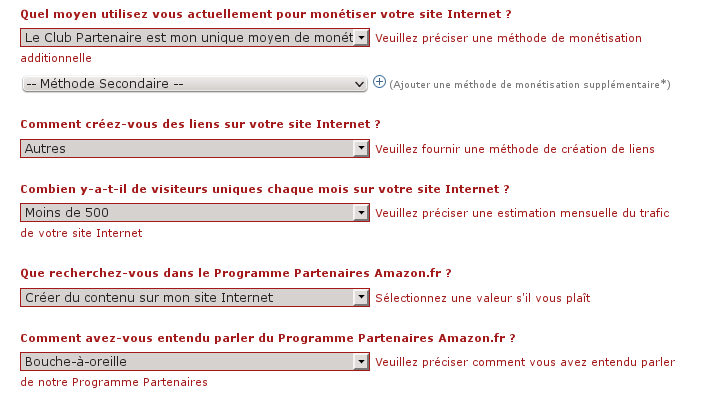 Quel moyen utilisez vous actuellement pour monétiser votre site Internet ?
Le Club Partenaire est mon unique moyen de monét Veuillez préciser une méthode de monétisation
additionnelle
-- Méthode Secondaire -- (Ajouter une méthode de monétisation supplémentaire*)
Comment créez-vous des liens sur votre site Internet ?
Autres Veuillez fournir une méthode de création de liens
Combien y-a-t-il de visiteurs uniques chaque mois sur votre site Internet ?
Moins de 500 Veuillez préciser une estimation mensuelle du trafic
de votre site Internet
Que recherchez-vous dans le Programme Partenaires Amazon.fr ?
Créer du contenu sur mon site Internet Sélectionnez une valeur s'il vous plaît
Comment avez-vous entendu parler du Programme Partenaires Amazon.fr ?
Bouche-à-oreille Veuillez préciser comment vous avez entendu parler
de notre Programme Partenaires